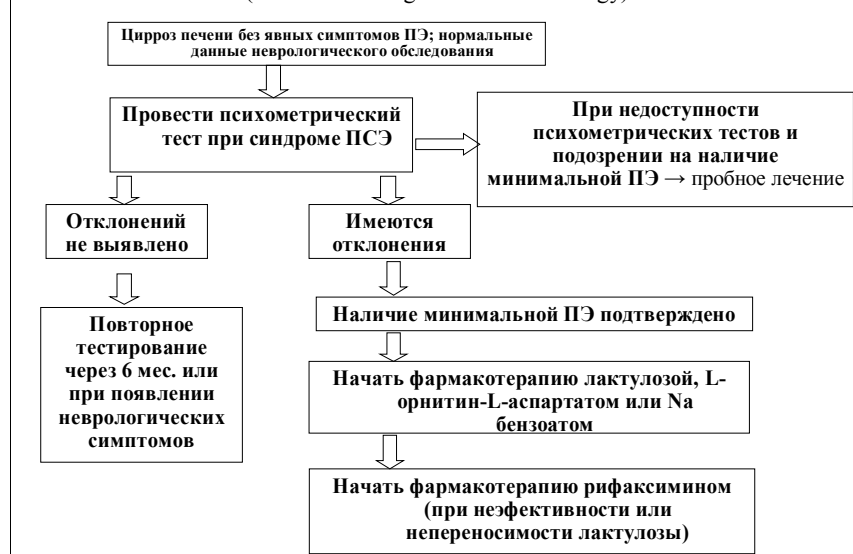 Цирроз печени без явных симптомов ПЭ; нормальные
данные неврологического обследования
Провести психометрический
тест при синдроме ПСЭ
При недоступности
психометрических тестов и
подозрении на наличие
минимальной ПЭ → пробное лечение
Отклонений
не выявлено
Имеются
отклонения
Повторное
тестирование
через 6 мес. или
при появлении
неврологических
симптомов
Наличие минимальной ПЭ подтверждено
Начать фармакотерапию лактулозой, L-
орнитин-L-аспартатом или Na
бензоатом
Начать фармакотерапию рифаксимином
(при неэфективности или
непереносимости лактулозы)